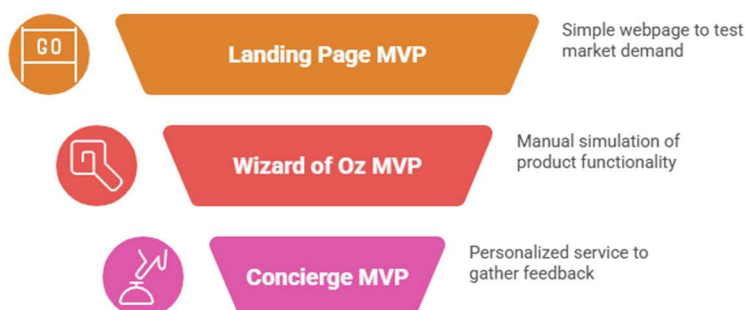 GO
Landing Page MVP
Simple webpage to test
market demand
Wizard of Oz MVP
Manual simulation of
product functionality
Concierge MVP
Personalized service to
gather feedback